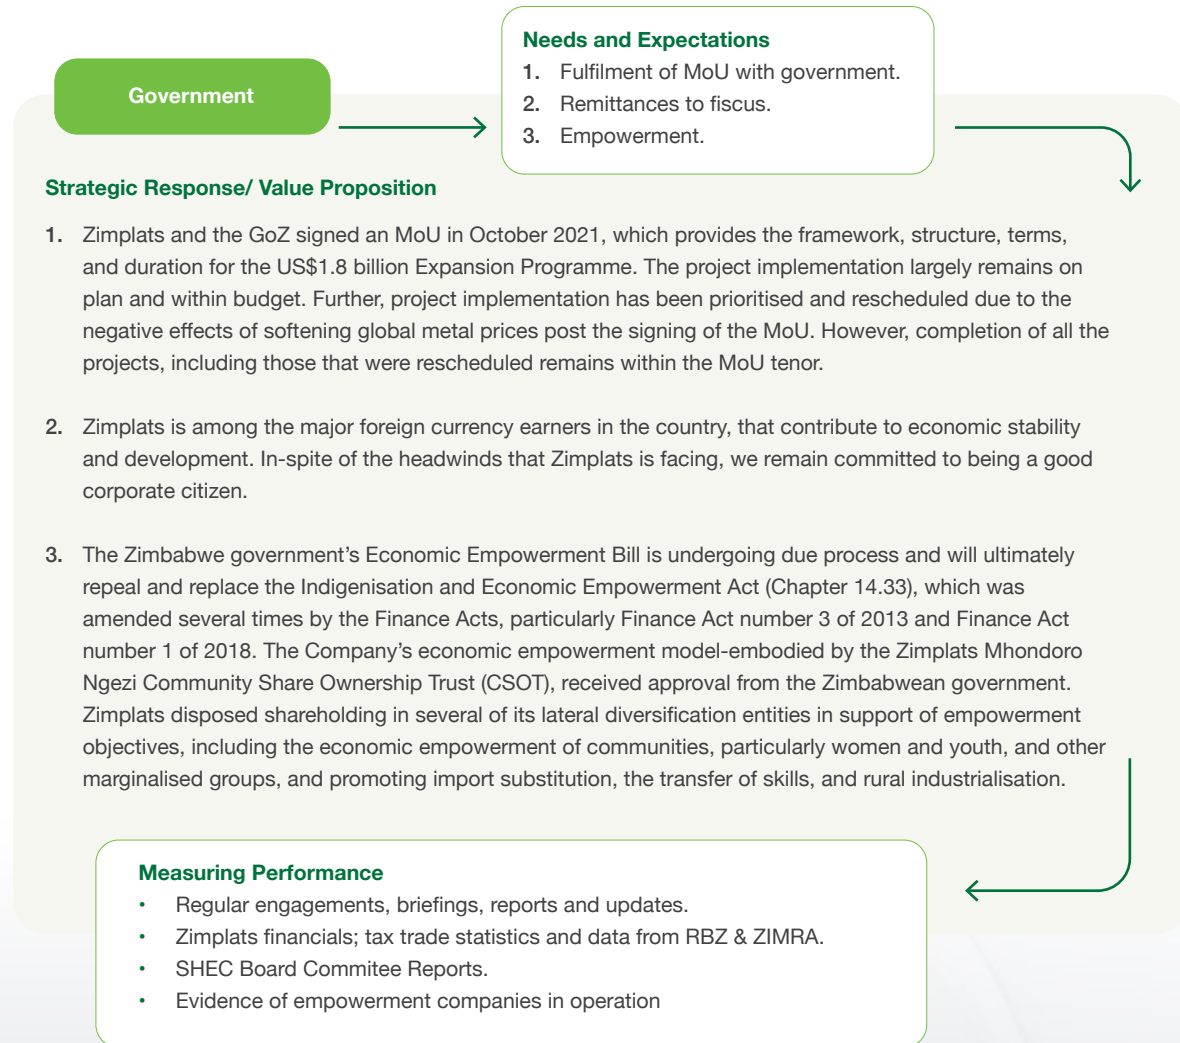 Government
Needs and Expectations
1. Fulfilment of MoU with government.
2. Remittances to fiscus.
3. Empowerment.
Strategic Response/ Value Proposition
1. Zimplats and the GoZ signed an MoU in October 2021, which provides the framework, structure, terms,
and duration for the US$1.8 billion Expansion Programme. The project implementation largely remains on
plan and within budget. Further, project implementation has been prioritised and rescheduled due to the
negative effects of softening global metal prices post the signing of the MoU. However, completion of all the
projects, including those that were rescheduled remains within the MoU tenor.
2. Zimplats is among the major foreign currency earners in the country, that contribute to economic stability
and development. In-spite of the headwinds that Zimplats is facing, we remain committed to being a good
corporate citizen.
3. The Zimbabwe government's Economic Empowerment Bill is undergoing due process and will ultimately
repeal and replace the Indigenisation and Economic Empowerment Act (Chapter 14.33), which was
amended several times by the Finance Acts, particularly Finance Act number 3 of 2013 and Finance Act
number 1 of 2018. The Company's economic empowerment model-embodied by the Zimplats Mhondoro
Ngezi Community Share Ownership Trust (CSOT), received approval from the Zimbabwean government.
Zimplats disposed shareholding in several of its lateral diversification entities in support of empowerment
objectives, including the economic empowerment of communities, particularly women and youth, and other
marginalised groups, and promoting import substitution, the transfer of skills, and rural industrialisation.
Measuring Performance
• Regular engagements, briefings, reports and updates.
• Zimplats financials; tax trade statistics and data from RBZ & ZIMRA.
• SHEC Board Commitee Reports.
• Evidence of empowerment companies in operation